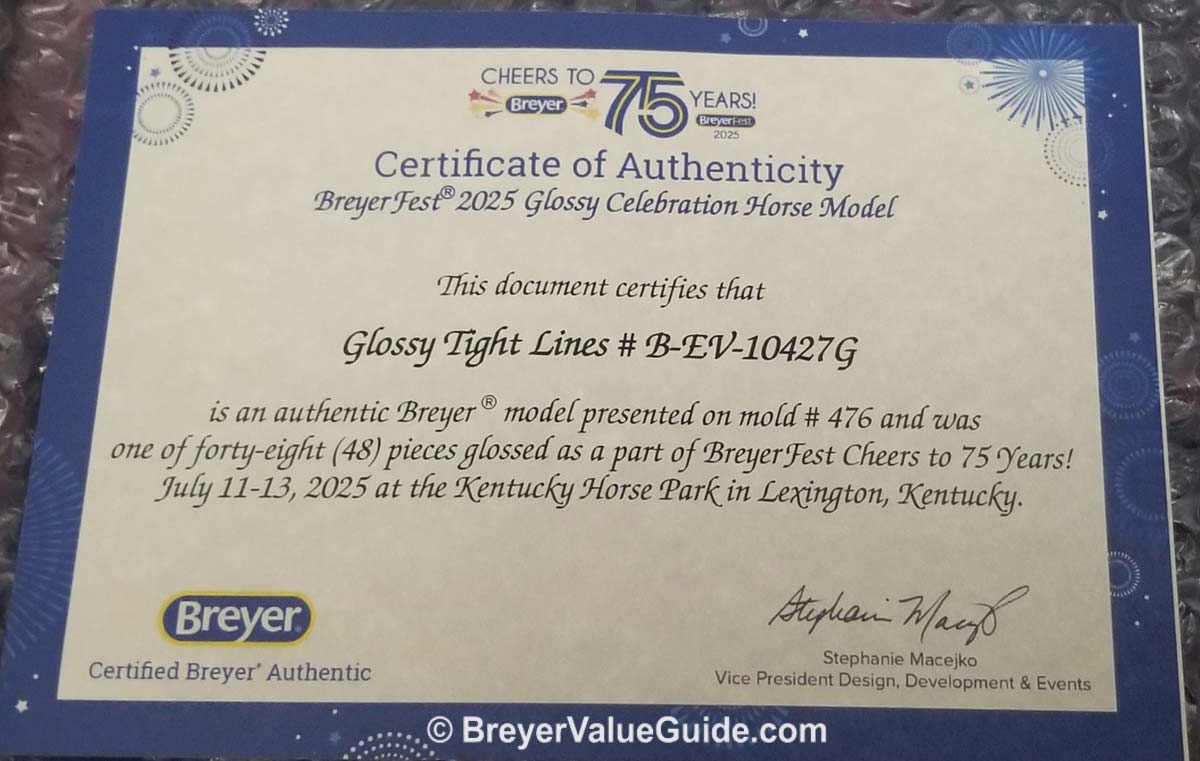 CHEERS TO 75 YEARS!
Breyer BreyerFest
2025
Certificate of Authenticity
BreyerFest® 2025 Glossy Celebration Horse Model
This document certifies that
Glossy Tight Lines # B-EV-10427G
is an authentic Breyer ® model presented on mold # 476 and was
one of forty-eight (48) pieces glossed as a part of BreyerFest Cheers to 75 Years!
July 11-13, 2025 at the Kentucky Horse Park in Lexington, Kentucky.
Breyer®
Certified Breyer® Authentic
Stephanie Macejko
Stephanie Macejko
Vice President Design, Development & Events
© BreyerValueGuide.com